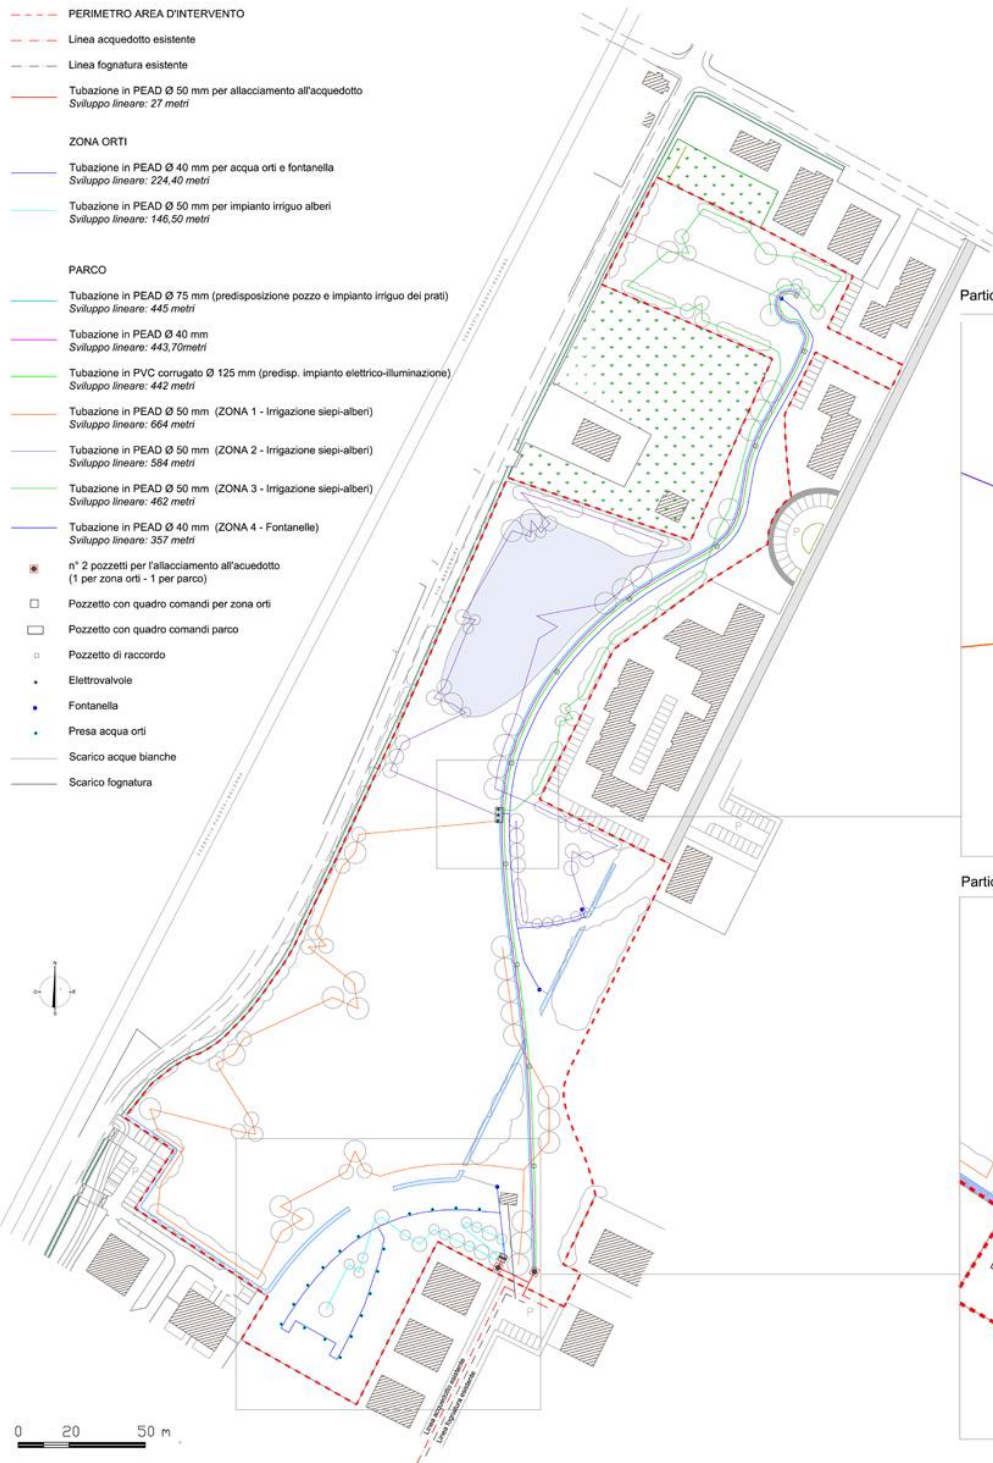 PERIMETRO AREA D'INTERVENTO
Linea acquedotto esistente
Linea fognatura esistente
Tubazione in PEAD Ø 50 mm per allacciamento all'acquedotto
Sviluppo lineare: 27 metri
ZONA ORTI
Tubazione in PEAD Ø 40 mm per acqua orti e fontanella
Sviluppo lineare: 224,40 metri
Tubazione in PEAD Ø 50 mm per impianto irriguo alberi
Sviluppo lineare: 146,50 metri
PARCO
Tubazione in PEAD Ø 75 mm (predisposizione pozzo e impianto irriguo dei prati)
Sviluppo lineare: 445 metri
Tubazione in PEAD Ø 40 mm
Sviluppo lineare: 443,70metri
Tubazione in PVC corrugato Ø 125 mm (predisp. impianto elettrico-illuminazione)
Sviluppo lineare: 442 metri
Tubazione in PEAD Ø 50 mm (ZONA 1 - Irrigazione siepi-alberi)
Sviluppo lineare: 664 metri
Tubazione in PEAD Ø 50 mm (ZONA 2 - Irrigazione siepi-alberi)
Sviluppo lineare: 584 metri
Tubazione in PEAD Ø 50 mm (ZONA 3 - Irrigazione siepi-alberi)
Sviluppo lineare: 462 metri
Tubazione in PEAD Ø 40 mm (ZONA 4 - Fontanelle)
Sviluppo lineare: 357 metri
n° 2 pozzetti per l'allacciamento all'acuedotto
(1 per zona orti - 1 per parco)
Pozzetto con quadro comandi per zona orti
Pozzetto con quadro comandi parco
Pozzetto di raccordo
Elettrovalvole
Fontanella
Presa acqua orti
Scarico acque bianche
Scarico fognatura
Partic
P
P
Partic
P
P
Linea acquedotto esistente
Linea fognatura esistente
0 20 50 m